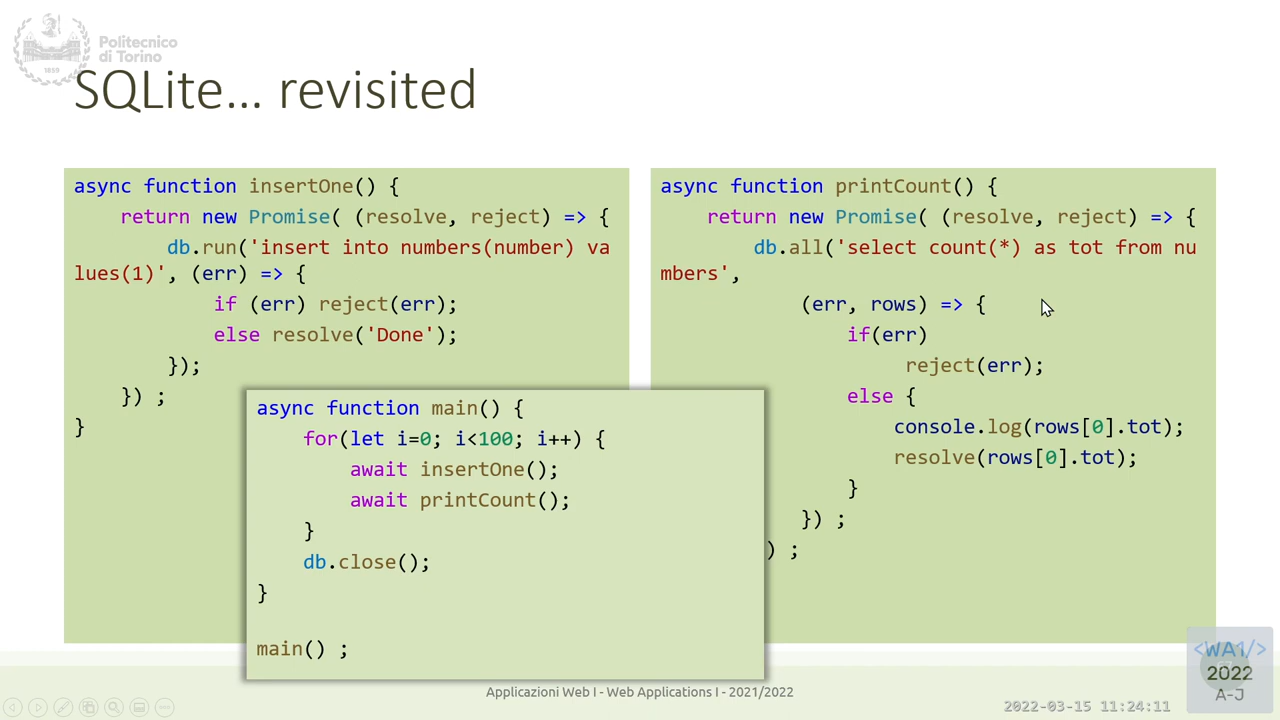 Politecnico
di Torino
1859
SQLite... revisited
async function insertOne() {
return new Promise( (resolve, reject) => {
db.run('insert into numbers(number) va
lues(1)', (err) => {
if (err) reject(err);
else resolve('Done');
});
}) ;
}
async function printCount() {
return new Promise( (resolve, reject) => {
db.all('select count(*) as tot from nu
mbers',
(err, rows) => {
if(err)
reject(err);
else {
console.log(rows[0].tot);
resolve(rows[0].tot);
}
}) ;
) ;
async function main() {
for(let i=0; i<100; i++) {
await insertOne();
await printCount();
}
db.close();
}
main() ;
Applicazioni Web I - Web Applications I - 2021/2022
<WA1/>
2022
A-J
2022-03-15 11:24:11